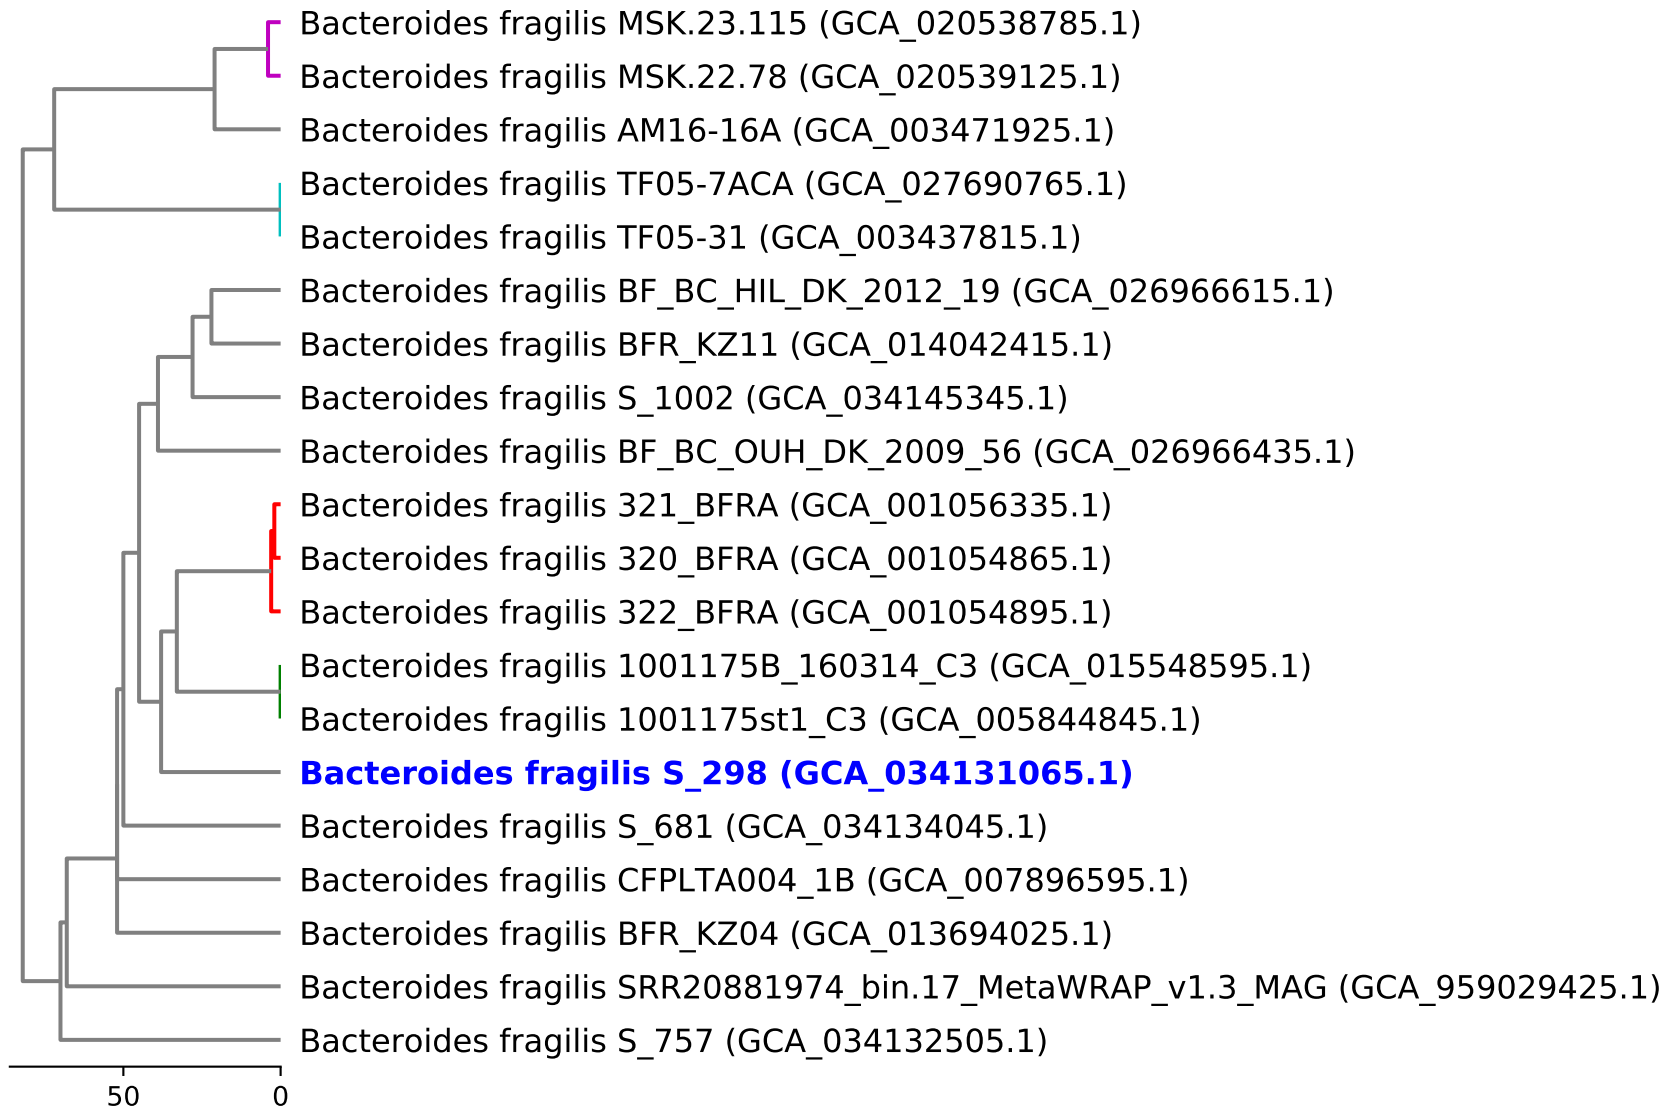 Bacteroides fragilis MSK.23.115 (GCA_020538785.1)
Bacteroides fragilis MSK.22.78 (GCA_020539125.1)
Bacteroides fragilis AM16-16A (GCA_003471925.1)
Bacteroides fragilis TF05-7ACA (GCA_027690765.1)
Bacteroides fragilis TF05-31 (GCA_003437815.1)
Bacteroides fragilis BF_BC_HIL_DK_2012_19 (GCA_026966615.1)
Bacteroides fragilis BFR_KZ11 (GCA_014042415.1)
Bacteroides fragilis S_1002 (GCA_034145345.1)
Bacteroides fragilis BF_BC_OUH_DK_2009_56 (GCA_026966435.1)
Bacteroides fragilis 321_BFRA (GCA_001056335.1)
Bacteroides fragilis 320_BFRA (GCA_001054865.1)
Bacteroides fragilis 322_BFRA (GCA_001054895.1)
Bacteroides fragilis 1001175B_160314_C3 (GCA_015548595.1)
Bacteroides fragilis 1001175st1_C3 (GCA_005844845.1)
Bacteroides fragilis S_298 (GCA_034131065.1)
Bacteroides fragilis S_681 (GCA_034134045.1)
Bacteroides fragilis CFPLTA004_1B (GCA_007896595.1)
Bacteroides fragilis BFR_KZ04 (GCA_013694025.1)
Bacteroides fragilis SRR20881974_bin.17_MetaWRAP_v1.3_MAG (GCA_959029425.1)
Bacteroides fragilis S_757 (GCA_034132505.1)
50 0